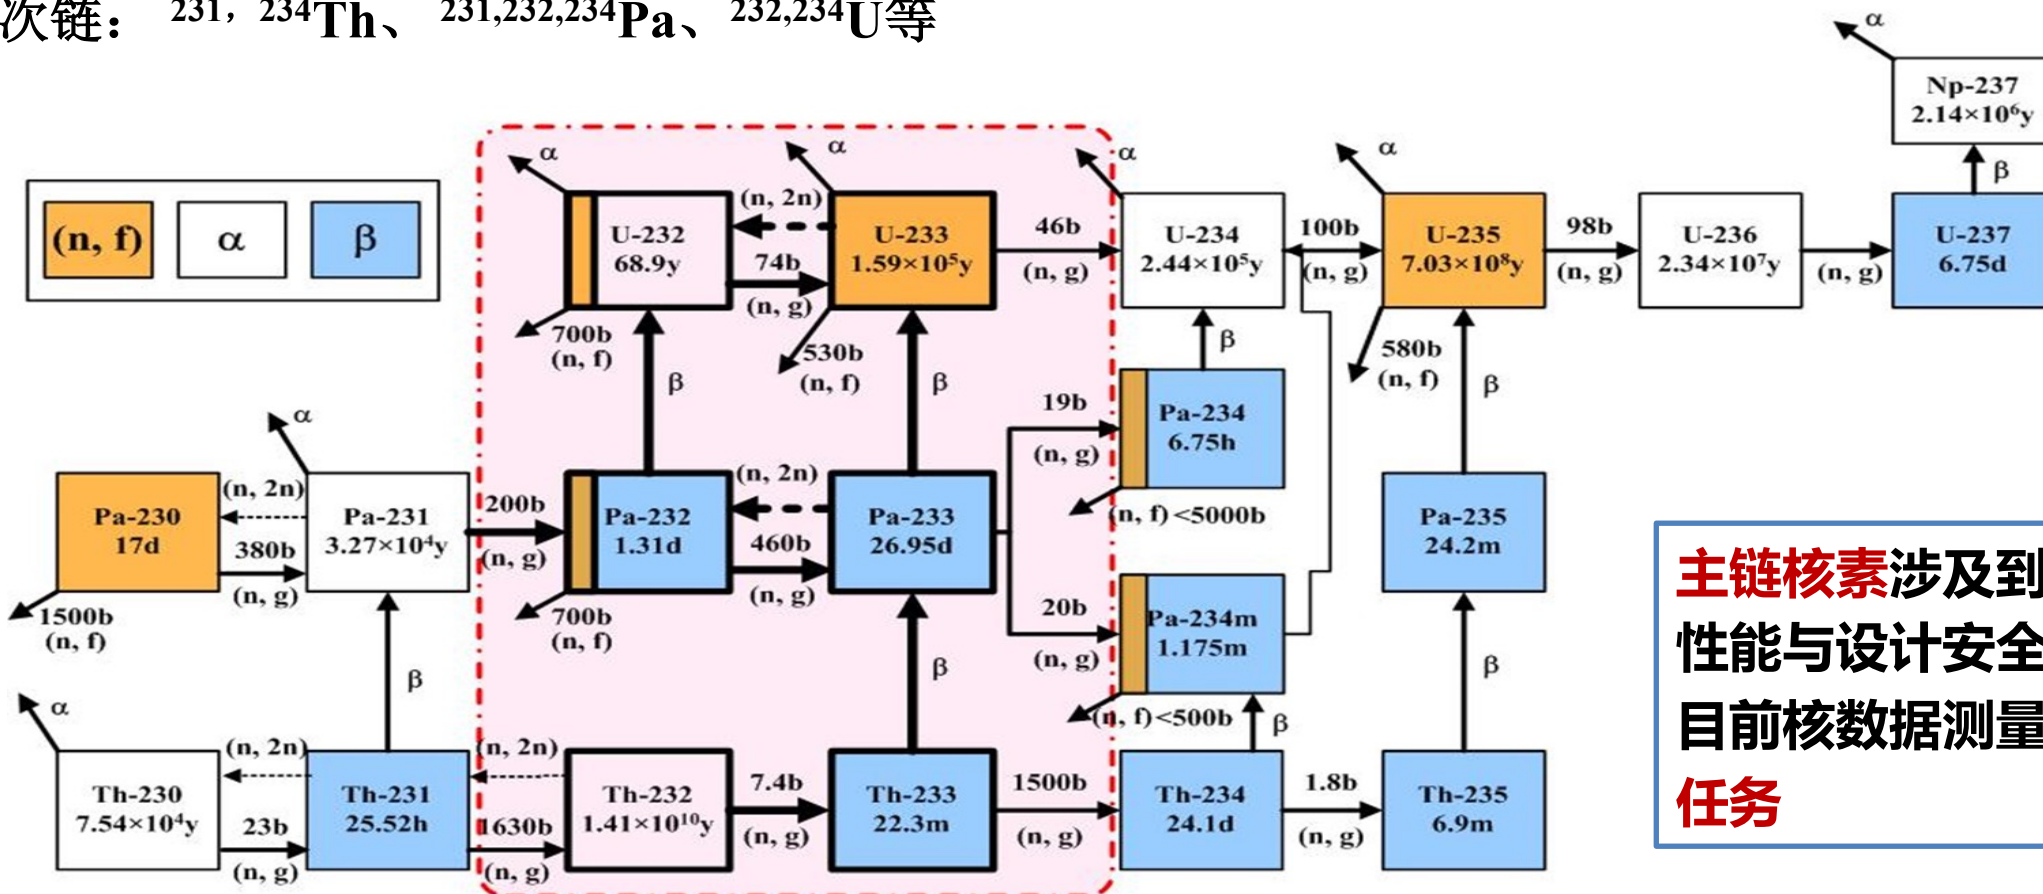 次链： ²³¹，²³⁴Th、 ²³¹,²³²,²³⁴Pa、 ²³²,²³⁴U等
(n, f)
α
β
α
Np-237
2.14×10⁶y
β
α
U-232
68.9y
(n, 2n)
74b
(n, g)
α
U-233
1.59×10⁵y
46b
(n, g)
α
U-234
2.44×10⁵y
100b
(n, g)
α
U-235
7.03×10⁸y
98b
(n, g)
U-236
2.34×10⁷y
(n, g)
U-237
6.75d
700b
(n, f)
530b
(n, f)
580b
(n, f)
β
β
β
β
19b
(n, g)
Pa-234
6.75h
(n, f)<5000b
Pa-230
17d
1500b
(n, f)
(n, 2n)
380b
(n, g)
α
Pa-231
3.27×10⁴y
200b
(n, g)
Pa-232
1.31d
700b
(n, f)
(n, 2n)
460b
(n, g)
Pa-233
26.95d
20b
(n, g)
Pa-234m
1.175m
(n, f)<500b
Pa-235
24.2m
β
β
β
β
α
Th-230
7.54×10⁴y
(n, 2n)
23b
(n, g)
Th-231
25.52h
(n, 2n)
1630b
(n, g)
Th-232
1.41×10¹⁰y
7.4b
(n, g)
Th-233
22.3m
1500b
(n, g)
Th-234
24.1d
1.8b
(n, g)
Th-235
6.9m
主链核素涉及到
性能与设计安全
目前核数据测量
任务